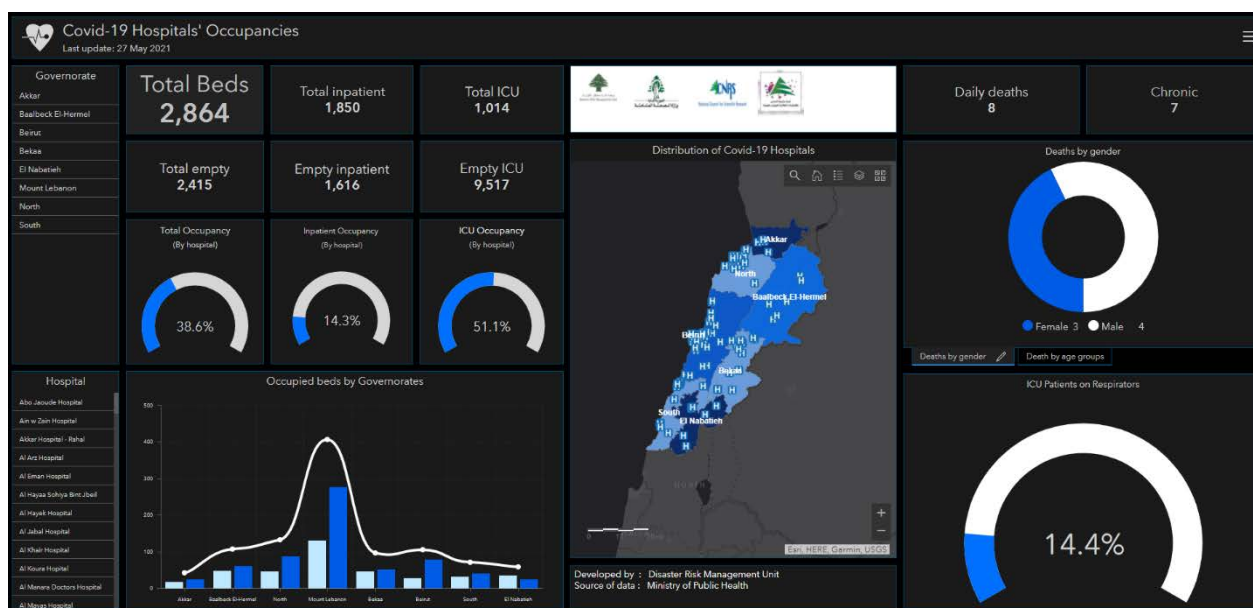 Covid-19 Hospitals' Occupancies
Last update: 27 May 2021
Governorate
Akkar
Baalbeck El-Hermel
Beirut
Bekaa
El Nabatieh
Mount Lebanon
North
South
Total Beds
2,864
Total inpatient
1,850
Total ICU
1,014
Total empty
2,415
Empty inpatient
1,616
Empty ICU
9,517
Total Occupancy
(By hospital)
38.6%
Inpatient Occupancy
(By hospital)
14.3%
ICU Occupancy
(By hospital)
51.1%
Hospital
Abo Jaoude Hospital
Ain w Zain Hospital
Akkar Hospital - Rahal
Al Arz Hospital
Al Eman Hospital
Al Hayaa Sohiya Bint Jbeil
Al Hayek Hospital
Al Jabal Hospital
Al Khair Hospital
Al Koura Hopital
Al Manara Doctors Hospital
Al Mayas Hospital
Occupied beds by Governorates
500
400
300
200
100
0
Akkar
Baalbeck El-Hermel
North
Mount Lebanon
Bekaa
Beirut
South
El Nabatieh
CNRS
Distribution of Covid-19 Hospitals
Akkar
North
Baalbeck El-Hermel
Beirut
Bekaa
South
El Nabatieh
Esri, HERE, Garmin, USGS
Developed by : Disaster Risk Management Unit
Source of data : Ministry of Public Health
Daily deaths
8
Chronic
7
Deaths by gender
Female 3 Male 4
Deaths by gender
Death by age groups
ICU Patients on Respirators
14.4%